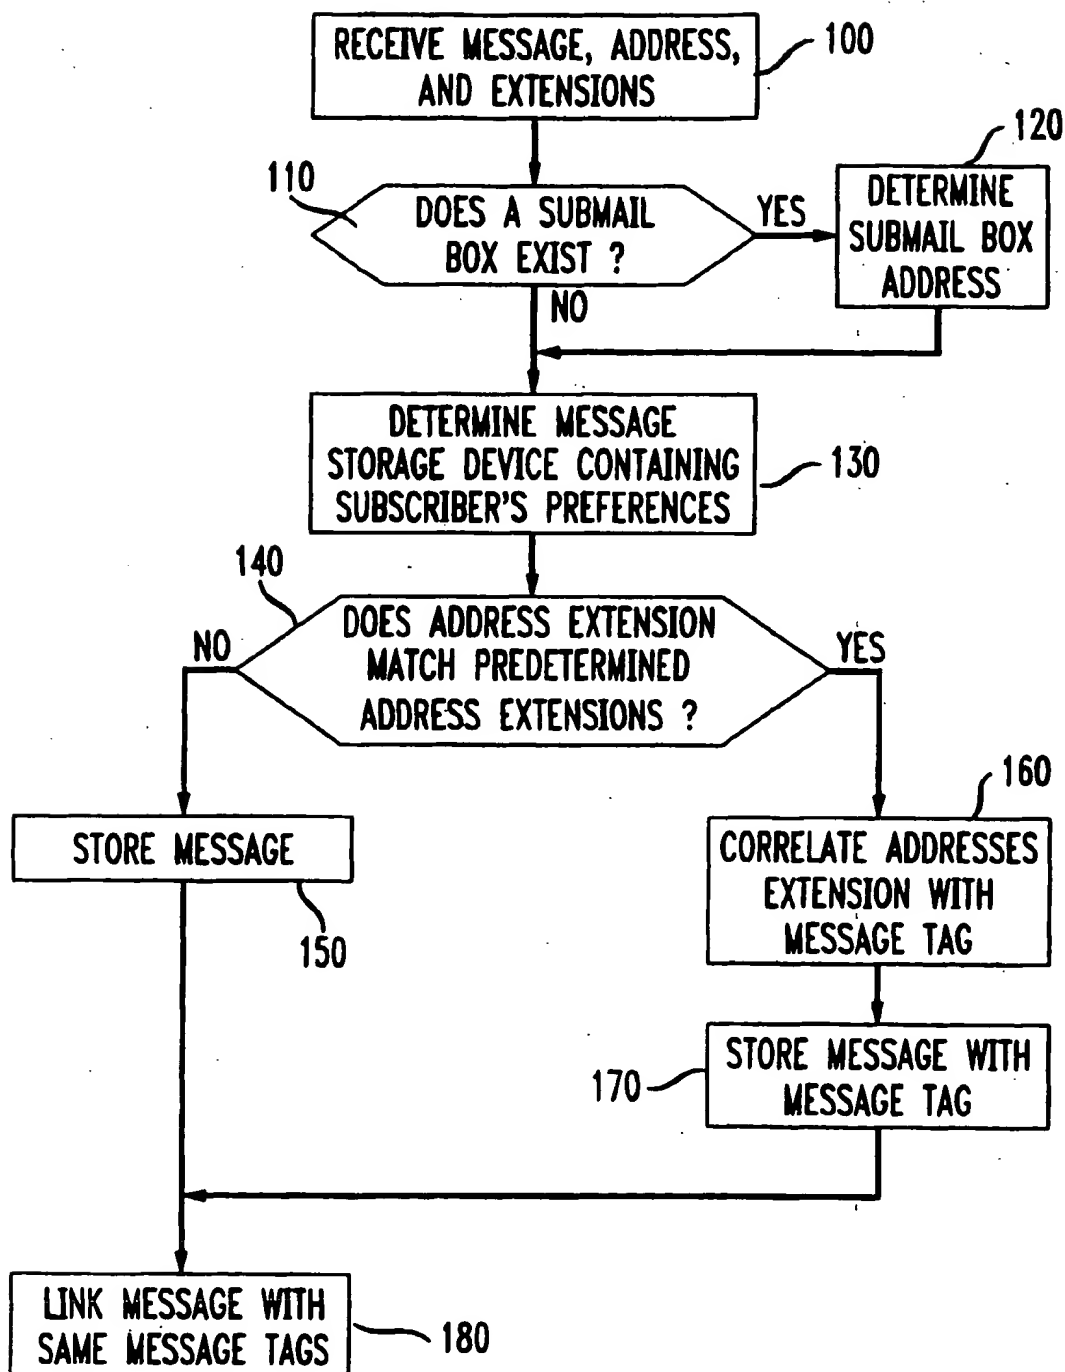 RECEIVE MESSAGE, ADDRESS,
AND EXTENSIONS
100
110
DOES A SUBMAIL
BOX EXIST ?
YES
120
DETERMINE
SUBMAIL BOX
ADDRESS
NO
DETERMINE MESSAGE
STORAGE DEVICE CONTAINING
SUBSCRIBER'S PREFERENCES
130
140
DOES ADDRESS EXTENSION
MATCH PREDETERMINED
ADDRESS EXTENSIONS ?
NO
YES
STORE MESSAGE
150
160
CORRELATE ADDRESSES
EXTENSION WITH
MESSAGE TAG
STORE MESSAGE WITH
MESSAGE TAG
170
LINK MESSAGE WITH
SAME MESSAGE TAGS
180